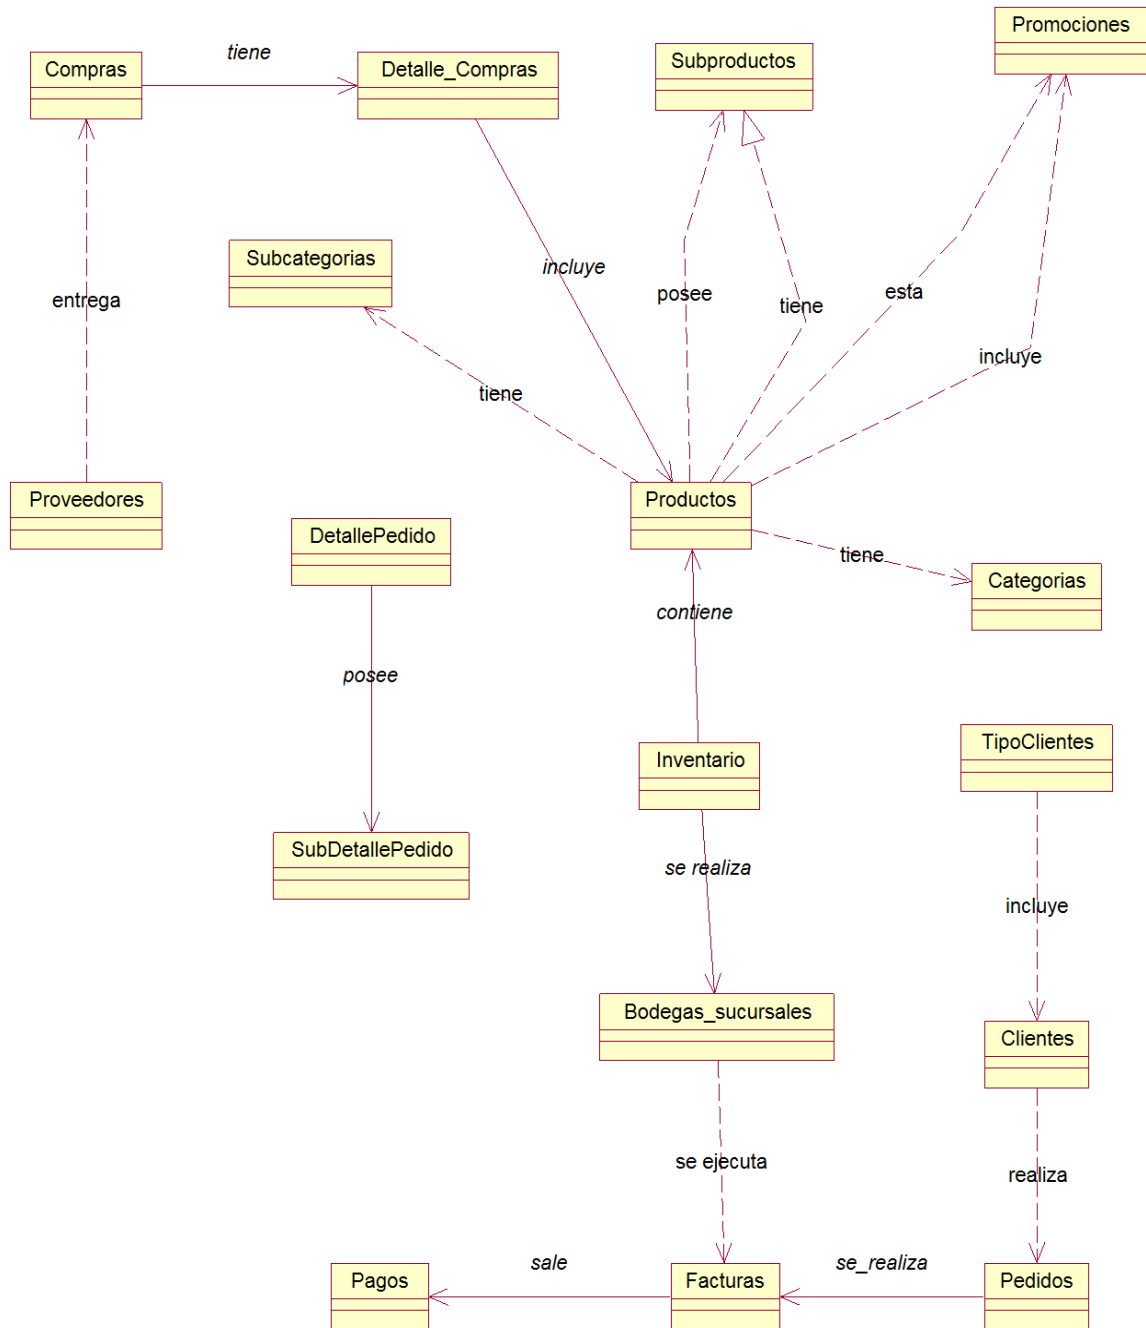 Promociones
tiene
Compras
Detalle_Compras
Subproductos
Subcategorias
incluye
posee
tiene
esta
entrega
incluye
tiene
Proveedores
Productos
DetallePedido
tiene
Categorias
contiene
posee
Inventario
TipoClientes
SubDetallePedido
se realiza
incluye
Bodegas_sucursales
Clientes
se ejecuta
realiza
sale
se_realiza
Pagos
Facturas
Pedidos